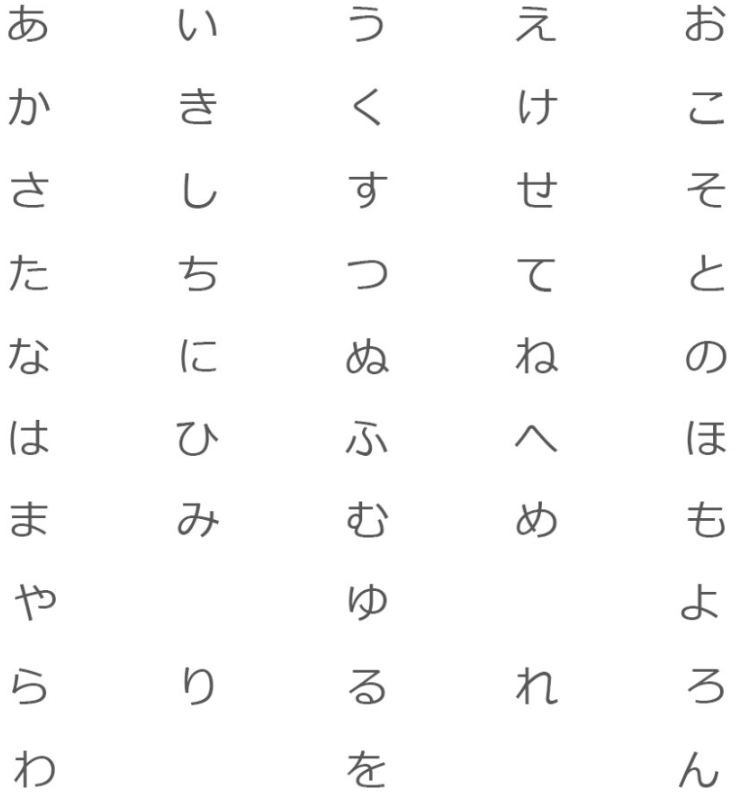 あ い う え お
か き く け こ
さ し す せ そ
た ち つ て と
な に ぬ ね の
は ひ ふ へ ほ
ま み む め も
や ゆ よ
ら り る れ ろ
わ を ん